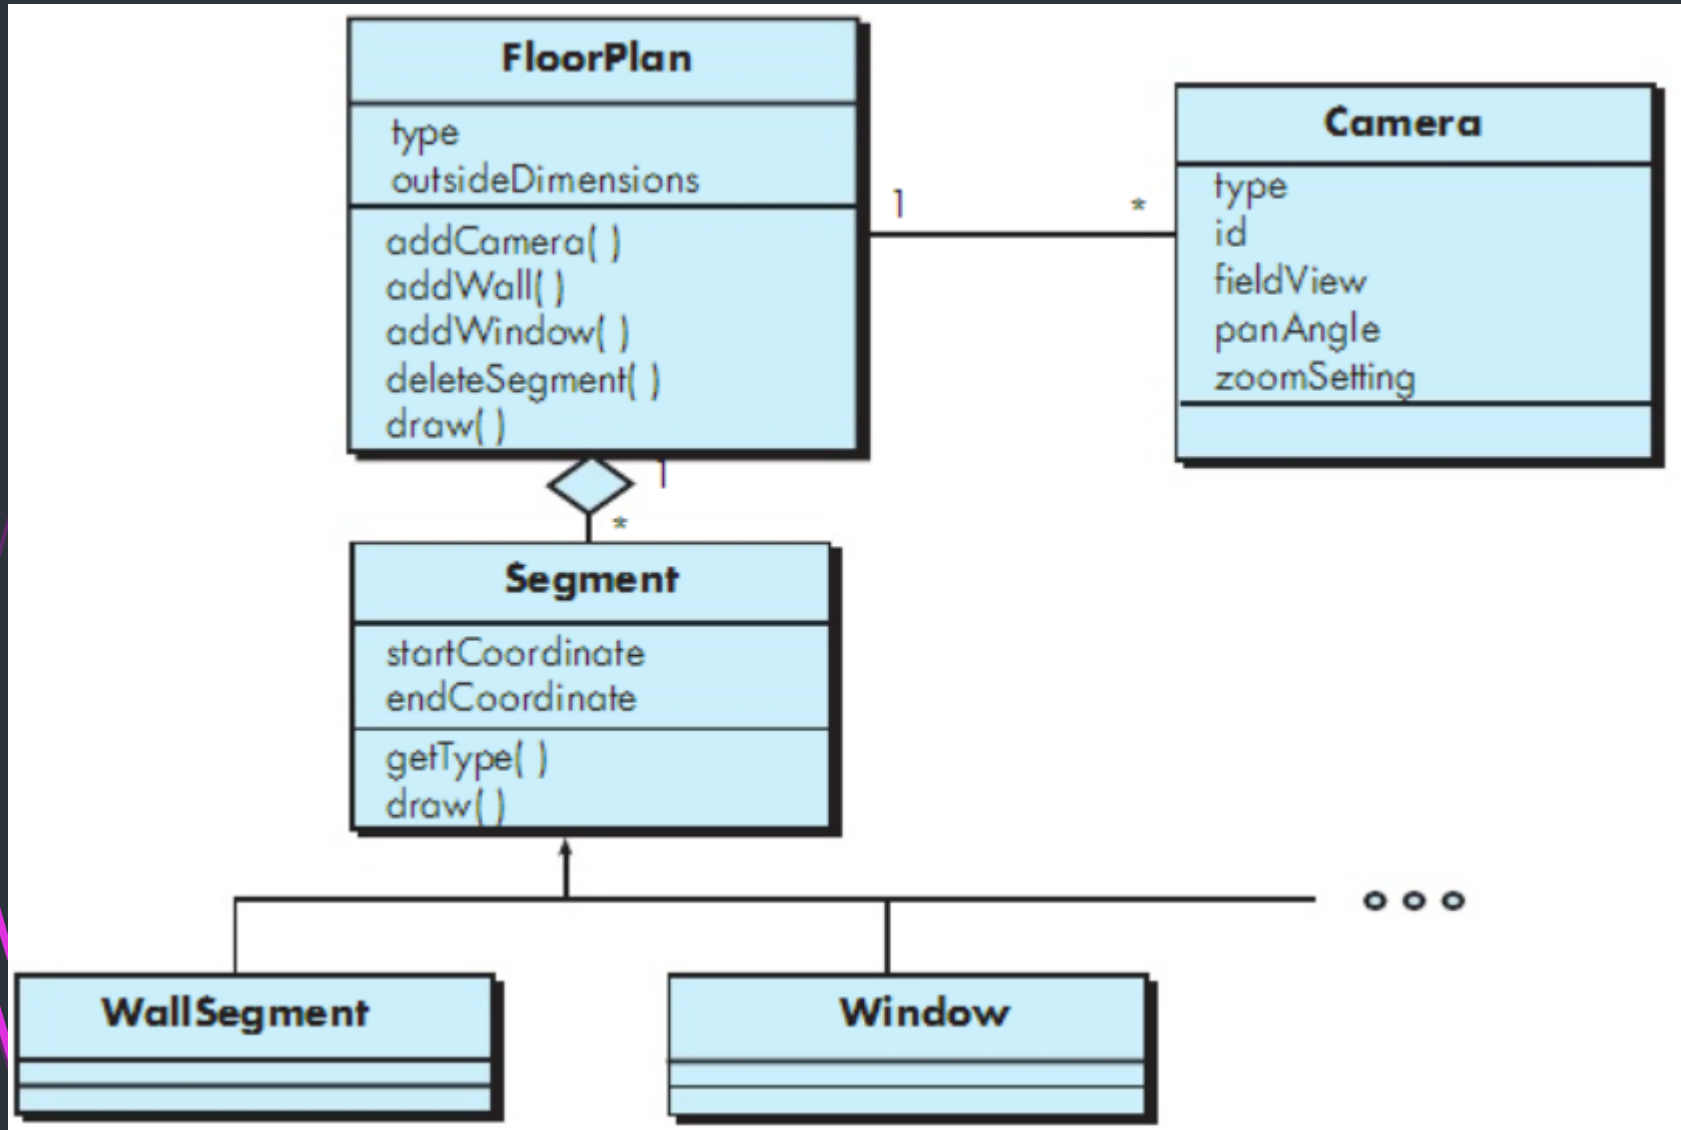 FloorPlan
type
outsideDimensions
addCamera( )
addWall( )
addWindow( )
deleteSegment( )
draw( )
1
*
Camera
type
id
fieldView
panAngle
zoomSetting
1
*
Segment
startCoordinate
endCoordinate
getType( )
draw( )
WallSegment
Window